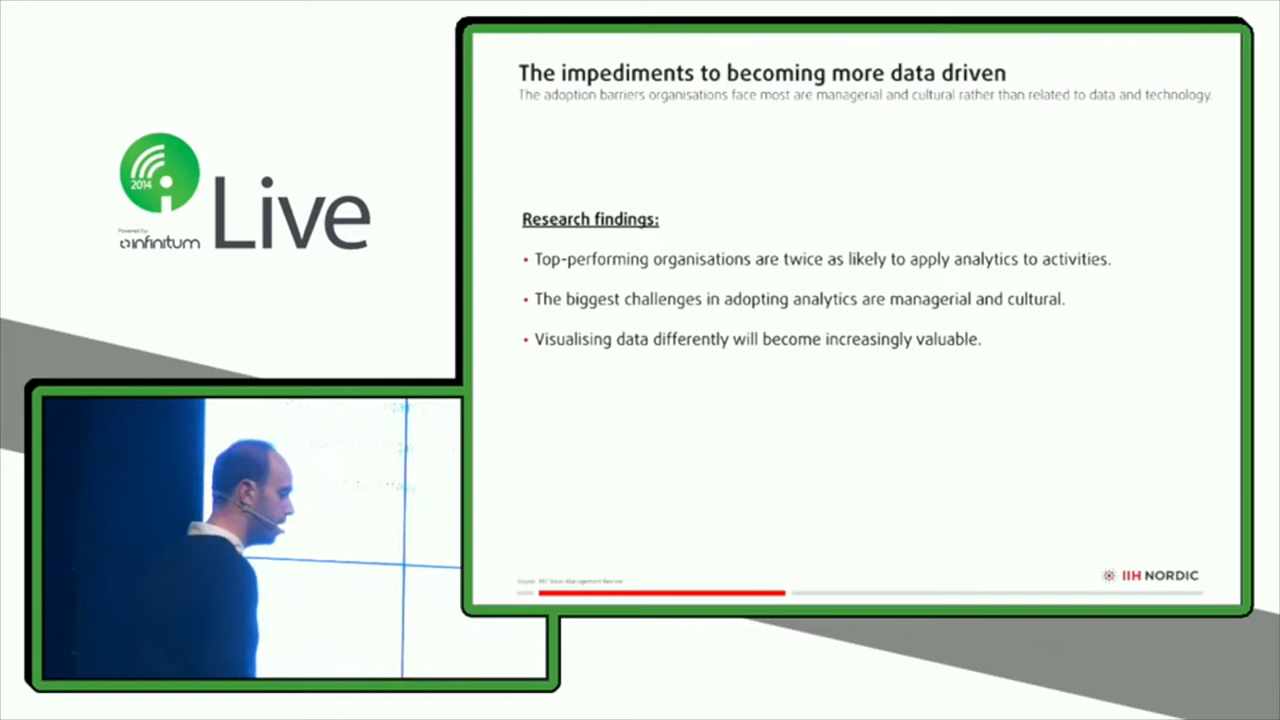 The impediments to becoming more data driven
The adoption barriers organisations face most are managerial and cultural rather than related to data and technology.
2014
Live
Powered by
infinitum
Research findings:
• Top-performing organisations are twice as likely to apply analytics to activities.
• The biggest challenges in adopting analytics are managerial and cultural.
• Visualising data differently will become increasingly valuable.
IIH NORDIC